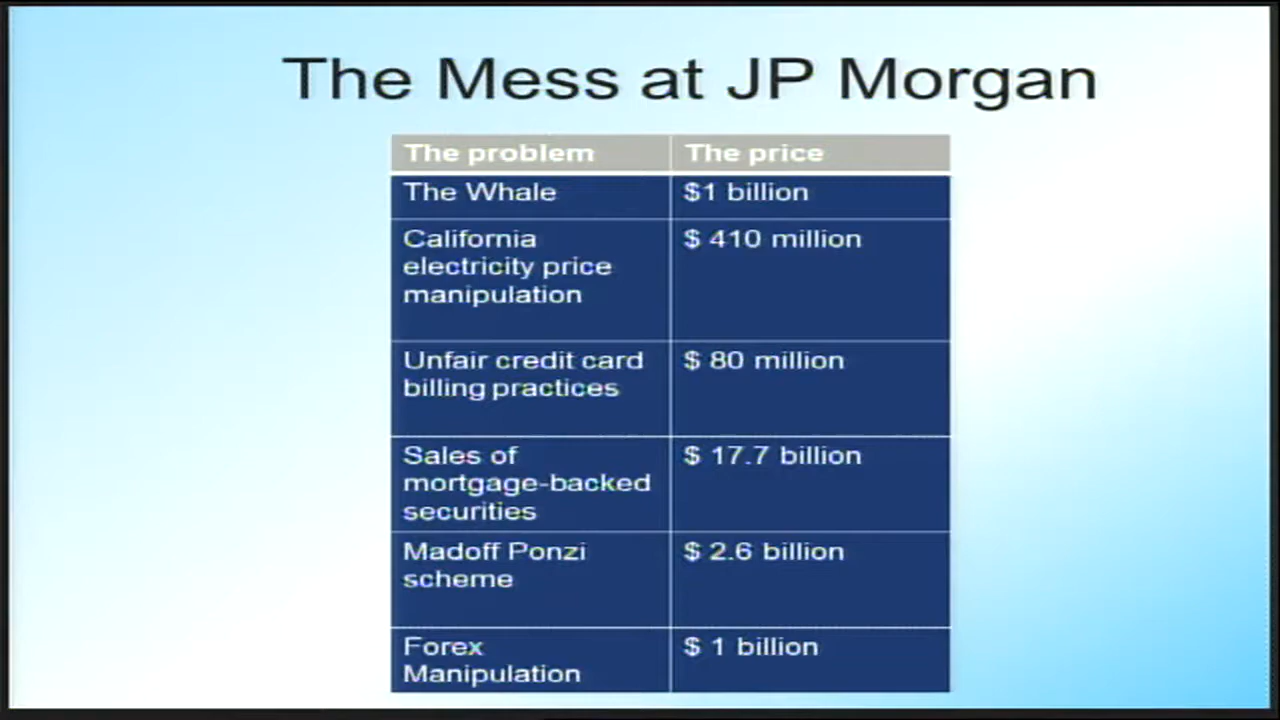 The Mess at JP Morgan
The problem
The price
The Whale
$1 billion
California
electricity price
manipulation
$ 410 million
Unfair credit card
billing practices
$ 80 million
Sales of
mortgage-backed
securities
$ 17.7 billion
Madoff Ponzi
scheme
$ 2.6 billion
Forex
Manipulation
$ 1 billion